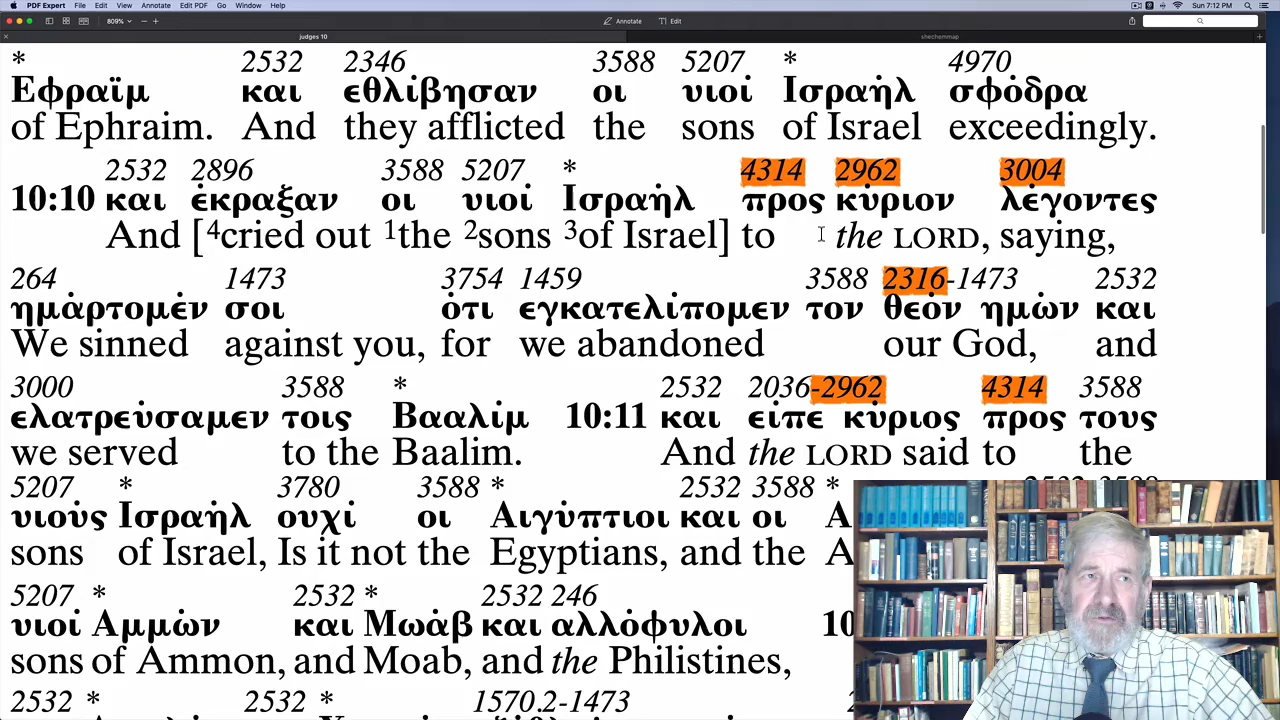 PDF Expert File Edit View Annotate Edit PDF Go Window Help Sun 7:12 PM
809% Annotate Edit
judges 10 shechemmap
* 2532 2346 3588 5207 * 4970
Εφραϊμ και εθλίβησαν οι υιοί Ισραήλ σφόδρα
of Ephraim. And they afflicted the sons of Israel exceedingly.
2532 2896 3588 5207 * 4314 2962 3004
10:10 και έκραξαν οι υιοί Ισραήλ προς κύριον λέγοντες
And [4cried out 1the 2sons 3of Israel] to the LORD, saying,
264 1473 3754 1459 3588 2316-1473 2532
ημάρτομέν σοι ότι εγκατελίπομεν τον θεόν ημών και
We sinned against you, for we abandoned our God, and
3000 3588 * 2532 2036-2962 4314 3588
ελατρεύσαμεν τοις Βααλίμ 10:11 και είπε κύριος προς τους
we served to the Baalim. And the LORD said to the
5207 * 3780 3588 * 2532 3588 *
υιούς Ισραήλ ουχί οι Αιγύπτιοι και οι Α
sons of Israel, Is it not the Egyptians, and the A
5207 * 2532 * 2532 246
υιοί Αμμών και Μωάβ και αλλόφυλοι 10
sons of Ammon, and Moab, and the Philistines,
2532 * 2532 * 1570.2-1473